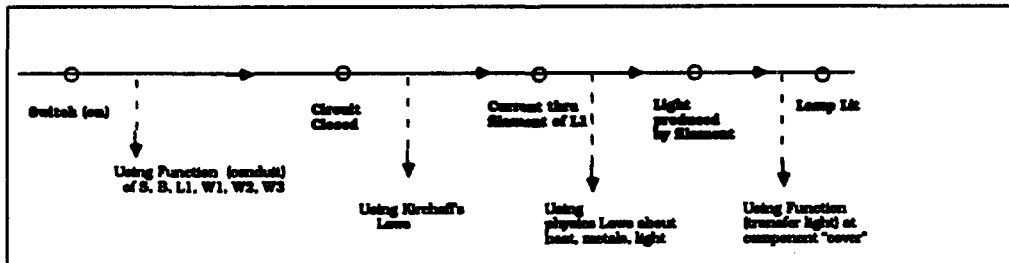 Switch (on)
Circuit
Closed
Current thru
filament of L1
Light
produced
by filament
Lamp Lit
Using Function (conduit)
of S, B, L1, W1, W2, W3
Using Kirchoff's
Laws
Using
physics Laws about
heat, metals, light
Using Function
(transfer light) at
component "cover"